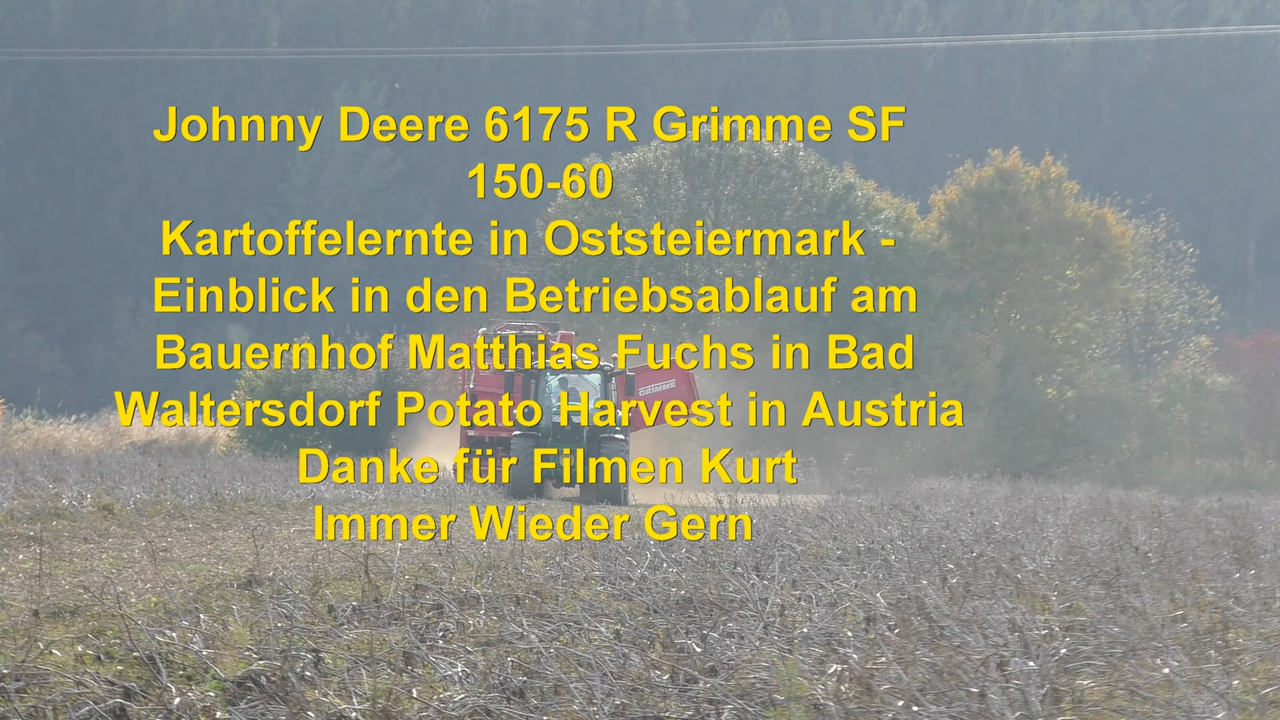 Johnny Deere 6175 R Grimme SF
150-60
Kartoffelernte in Oststeiermark -
Einblick in den Betriebsablauf am
Bauernhof Matthias Fuchs in Bad
Waltersdorf Potato Harvest in Austria
Danke für Filmen Kurt
Immer Wieder Gern
GRIMME